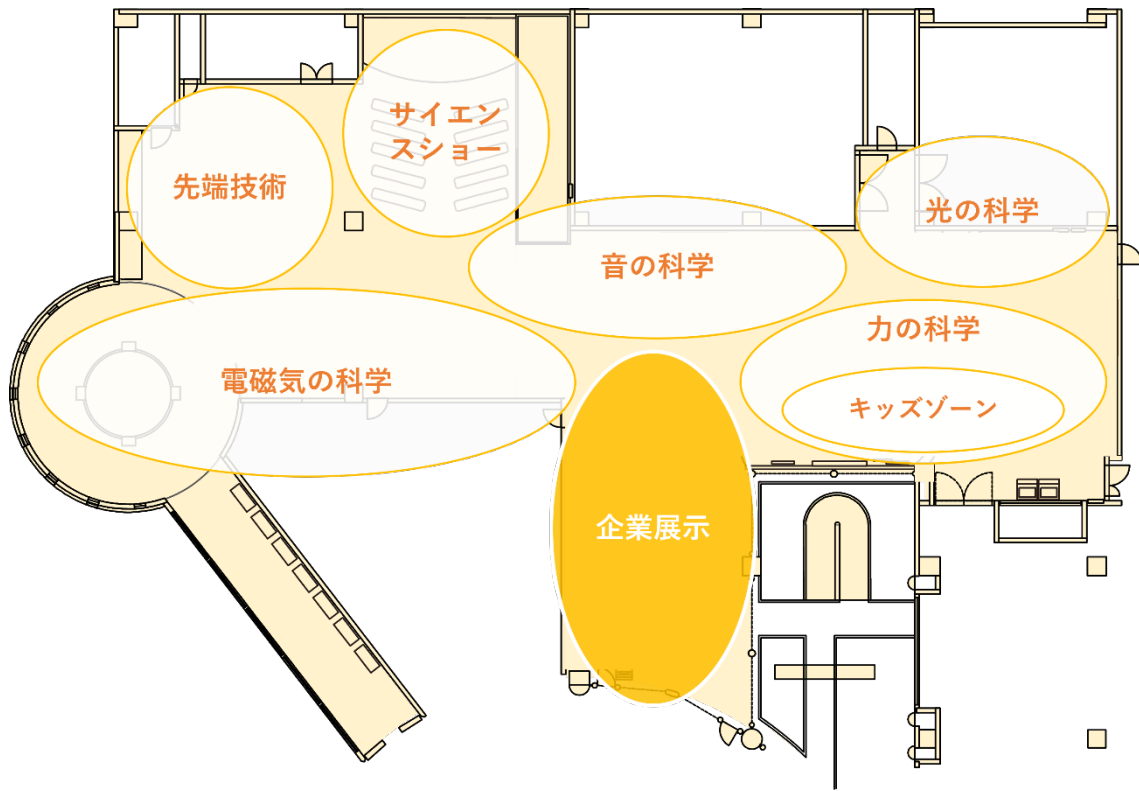 サイエン
スショー
先端技術
光の科学
音の科学
力の科学
電磁気の科学
キッズゾーン
企業展示